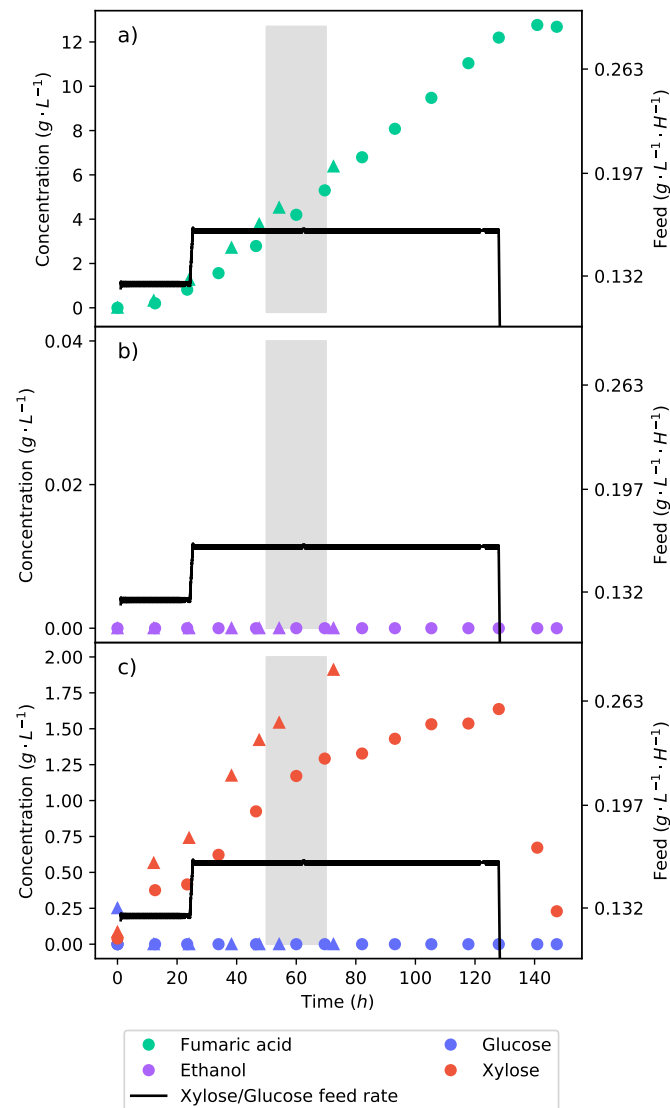 a)
12
10
8
6
4
2
0
Concentration (g · L⁻¹)
0.263
0.197
0.132
Feed (g · L⁻¹ · H⁻¹)
b)
0.04
0.02
0.00
Concentration (g · L⁻¹)
0.263
0.197
0.132
Feed (g · L⁻¹ · H⁻¹)
c)
2.00
1.75
1.50
1.25
1.00
0.75
0.50
0.25
0.00
Concentration (g · L⁻¹)
0.263
0.197
0.132
Feed (g · L⁻¹ · H⁻¹)
0 20 40 60 80 100 120 140
Time (h)
Fumaric acid Glucose
Ethanol Xylose
Xylose/Glucose feed rate